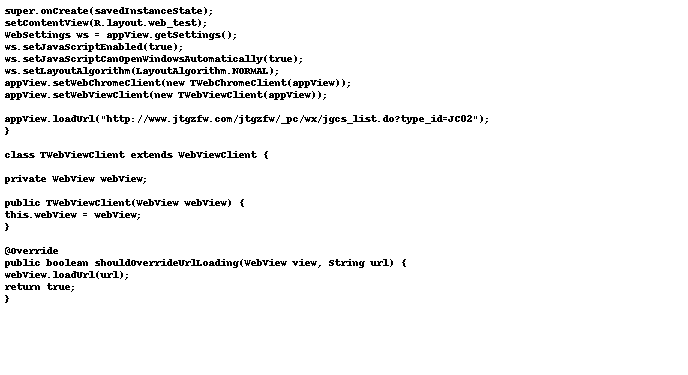 super.onCreate(savedInstanceState);
setContentView(R.layout.web_test);
WebSettings ws = appView.getSettings();
ws.setJavaScriptEnabled(true);
ws.setJavaScriptCanOpenWindowsAutomatically(true);
ws.setLayoutAlgorithm(LayoutAlgorithm.NORMAL);
appView.setWebChromeClient(new TWebChromeClient(appView));
appView.setWebViewClient(new TWebViewClient(appView));
appView.loadUrl("http://www.jtgzfw.com/jtgzfw/_pc/wx/jgcs_list.do?type_id=JC02");
}
class TWebViewClient extends WebViewClient {
private WebView webView;
public TWebViewClient(WebView webView) {
this.webView = webView;
}
@Override
public boolean shouldOverrideUrlLoading(WebView view, String url) {
webView.loadUrl(url);
return true;
}